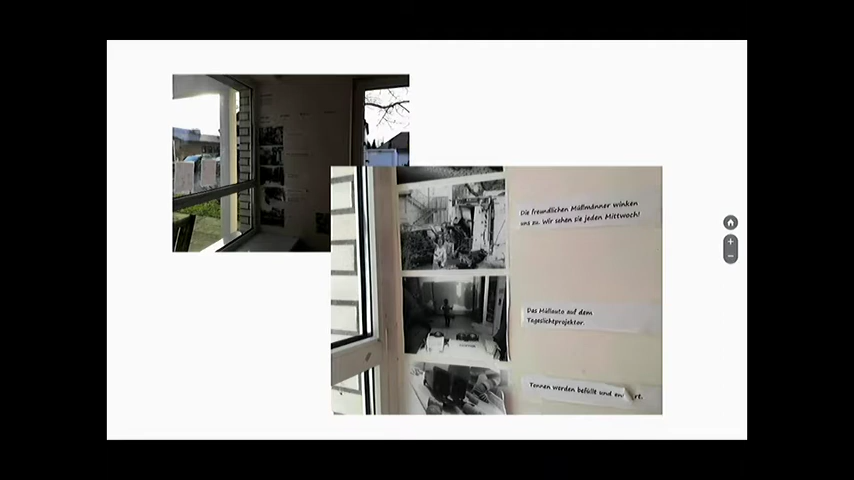 Die freundlichen Müllmänner winken
uns zu. Wir sehen sie jeden Mittwoch!
Das Müllauto auf dem
Tageslichtprojektor.
Tonnen werden befüllt und